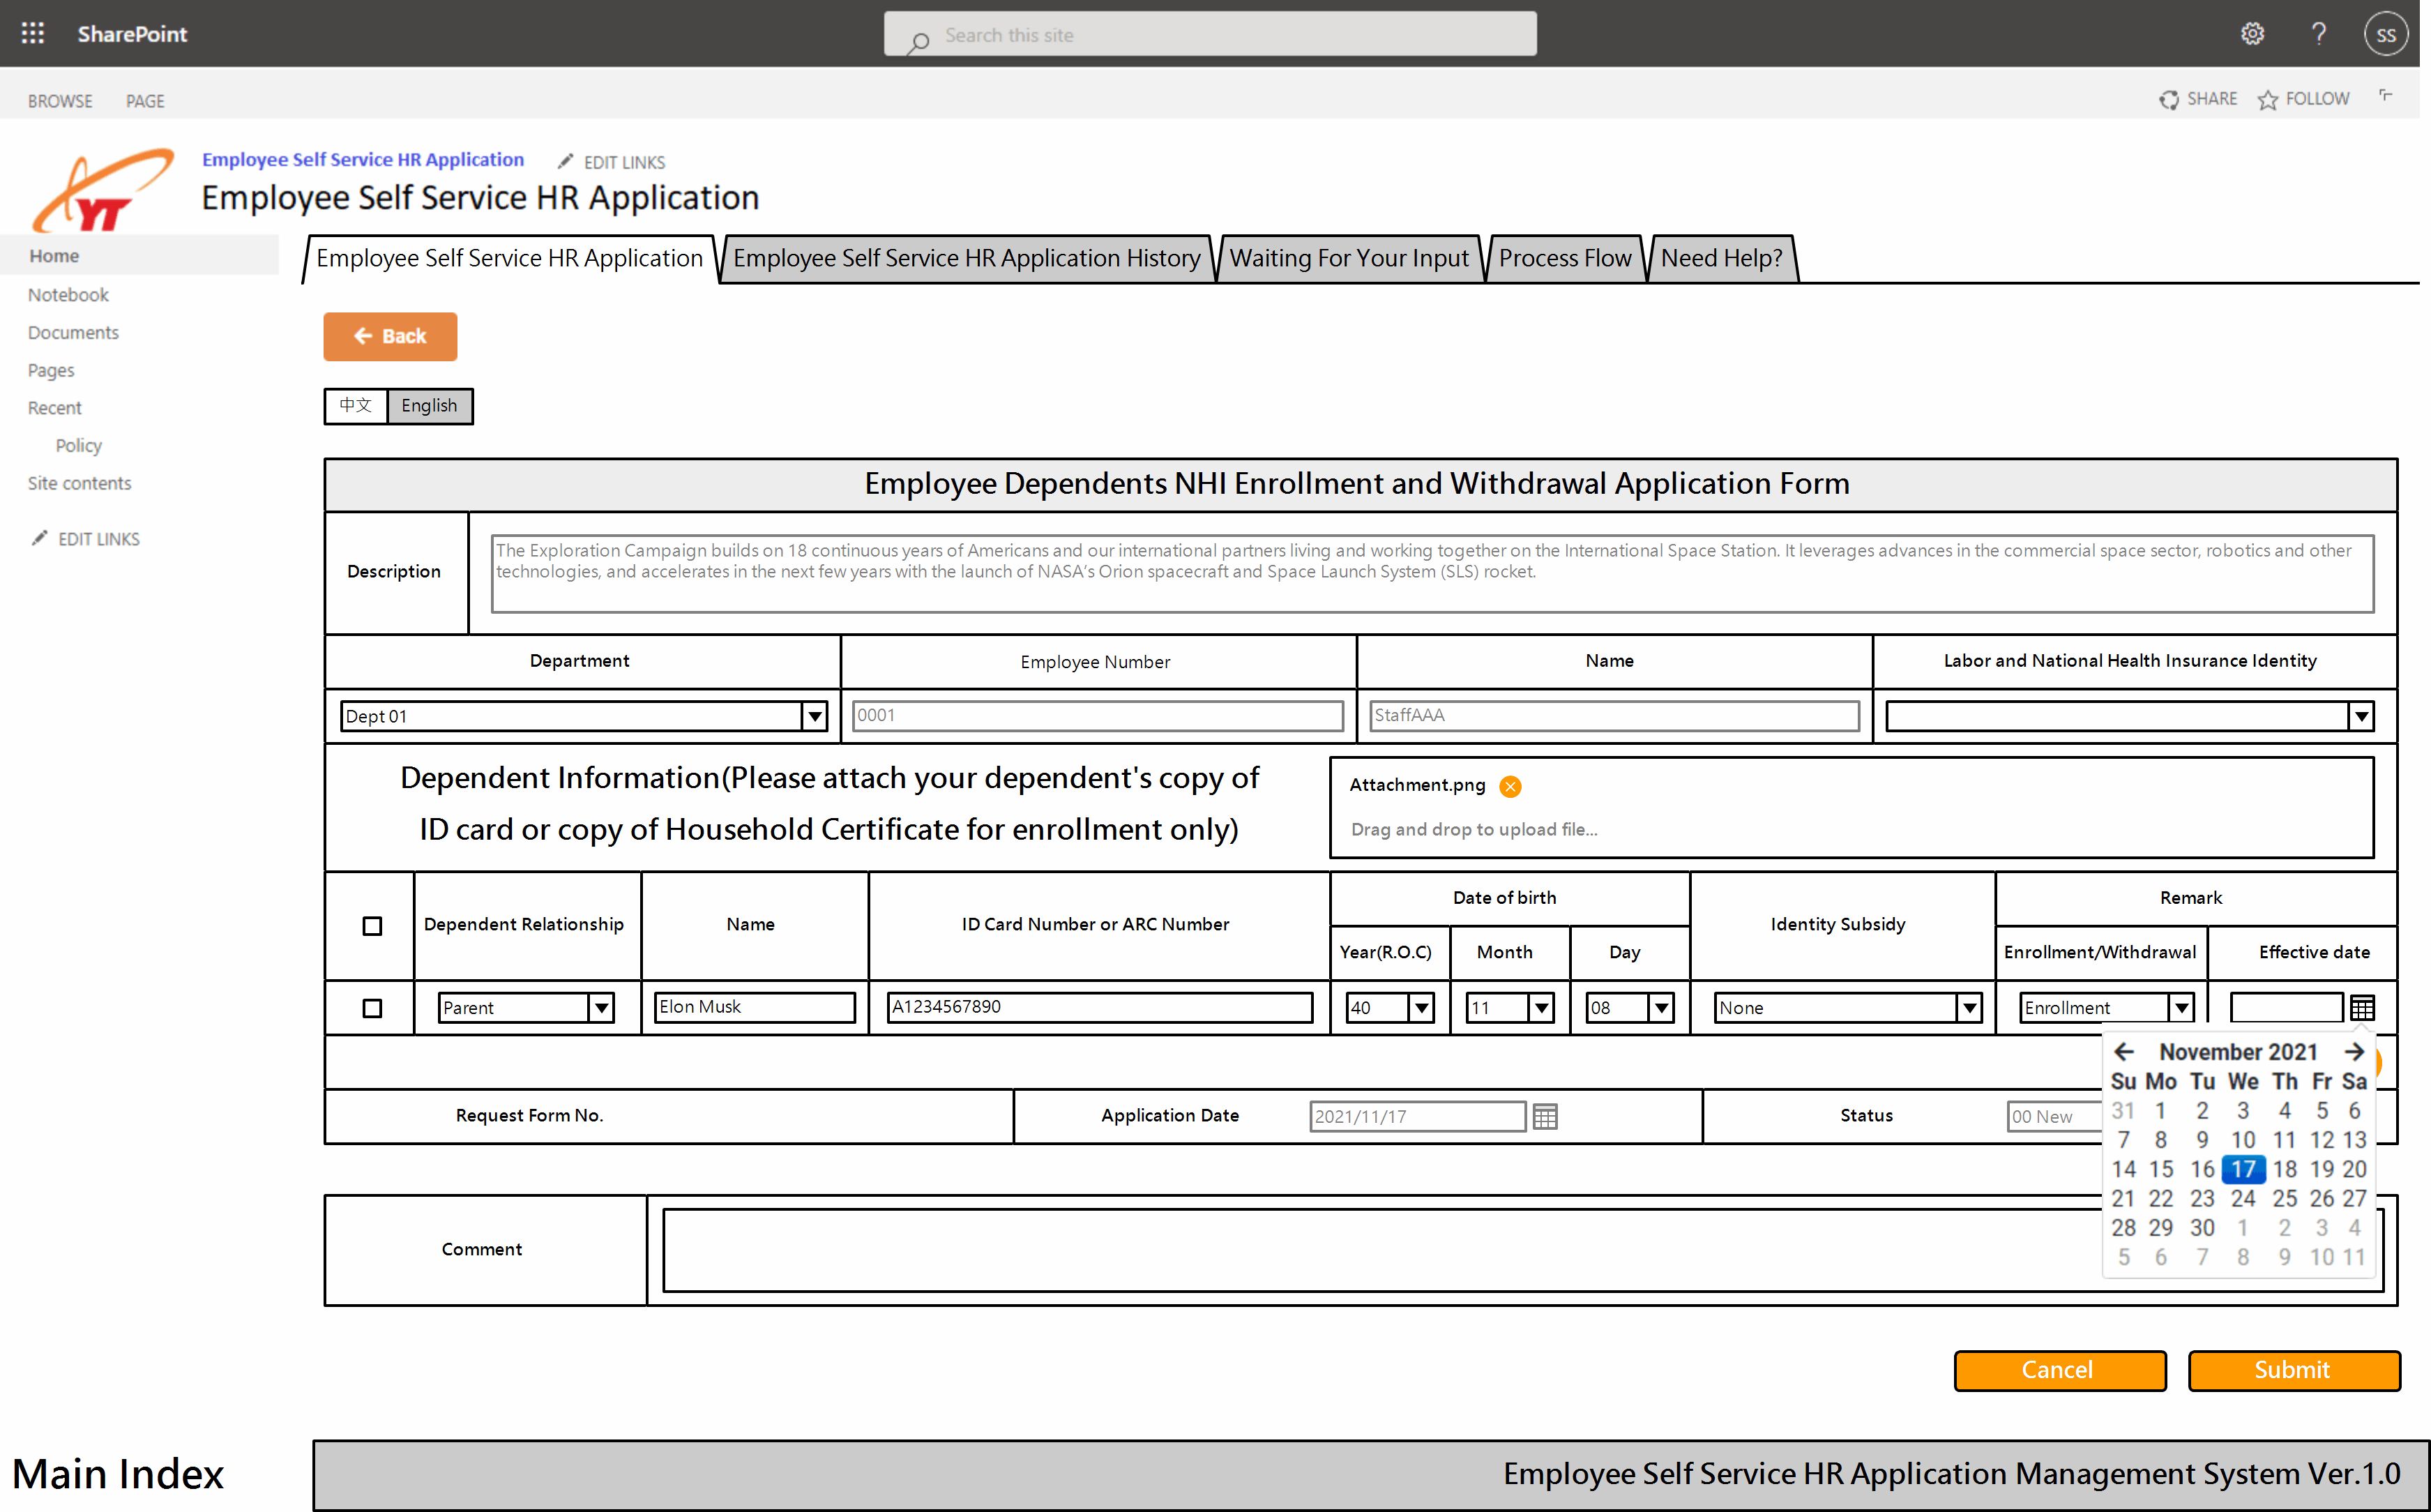 SharePoint
Search this site
SS
BROWSE PAGE
SHARE FOLLOW
YT
Employee Self Service HR Application EDIT LINKS
Employee Self Service HR Application
Home
Notebook
Documents
Pages
Recent
Policy
Site contents
EDIT LINKS
Employee Self Service HR Application Employee Self Service HR Application History Waiting For Your Input Process Flow Need Help?
Back
中文 English
Employee Dependents NHI Enrollment and Withdrawal Application Form
Description
The Exploration Campaign builds on 18 continuous years of Americans and our international partners living and working together on the International Space Station. It leverages advances in the commercial space sector, robotics and other
technologies, and accelerates in the next few years with the launch of NASA's Orion spacecraft and Space Launch System (SLS) rocket.
Department Employee Number Name Labor and National Health Insurance Identity
Dept 01 0001 StaffAAA
Dependent Information(Please attach your dependent's copy of
ID card or copy of Household Certificate for enrollment only)
Attachment.png
Drag and drop to upload file...
Dependent Relationship Name ID Card Number or ARC Number Date of birth Identity Subsidy Remark
Year(R.O.C) Month Day Enrollment/Withdrawal Effective date
Parent Elon Musk A1234567890 40 11 08 None Enrollment
November 2021
Su Mo Tu We Th Fr Sa
31 1 2 3 4 5 6
7 8 9 10 11 12 13
14 15 16 17 18 19 20
21 22 23 24 25 26 27
28 29 30 1 2 3 4
5 6 7 8 9 10 11
Request Form No. Application Date 2021/11/17 Status 00 New
Comment
Cancel Submit
Main Index
Employee Self Service HR Application Management System Ver.1.0